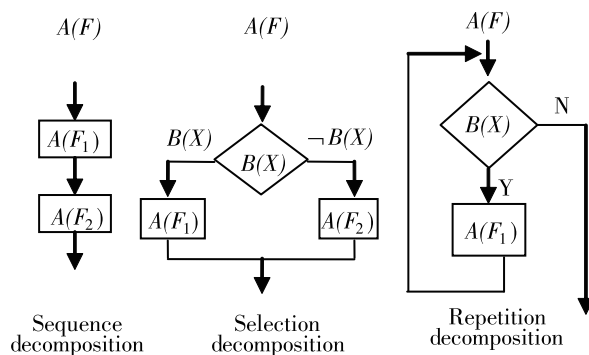 A(F)
A(F₁)
A(F₂)
Sequence
decomposition
A(F)
B(X)
B(X)
¬B(X)
A(F₁)
A(F₂)
Selection
decomposition
A(F)
B(X)
N
Y
A(F₁)
Repetition
decomposition